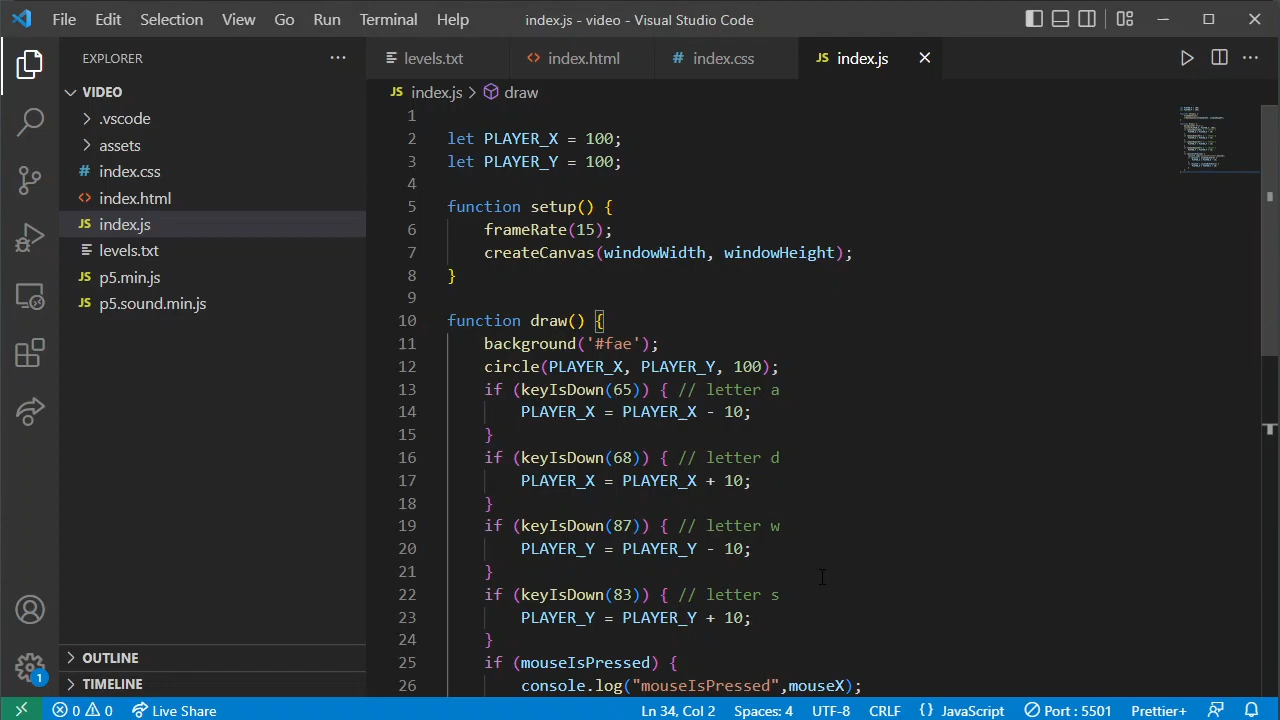 File Edit Selection View Go Run Terminal Help index.js - video - Visual Studio Code
EXPLORER
VIDEO
.vscode
assets
# index.css
<> index.html
JS index.js
levels.txt
JS p5.min.js
JS p5.sound.min.js
OUTLINE
TIMELINE
1
levels.txt <> index.html # index.css JS index.js
JS index.js > draw
1
2 let PLAYER_X = 100;
3 let PLAYER_Y = 100;
4
5 function setup() {
6 frameRate(15);
7 createCanvas(windowWidth, windowHeight);
8 }
9
10 function draw() {
11 background('#fae');
12 circle(PLAYER_X, PLAYER_Y, 100);
13 if (keyIsDown(65)) { // letter a
14 PLAYER_X = PLAYER_X - 10;
15 }
16 if (keyIsDown(68)) { // letter d
17 PLAYER_X = PLAYER_X + 10;
18 }
19 if (keyIsDown(87)) { // letter w
20 PLAYER_Y = PLAYER_Y - 10;
21 }
22 if (keyIsDown(83)) { // letter s
23 PLAYER_Y = PLAYER_Y + 10;
24 }
25 if (mouseIsPressed) {
26 console.log("mouseIsPressed",mouseX);
0 0 Live Share Ln 34, Col 2 Spaces: 4 UTF-8 CRLF {} JavaScript Port : 5501 Prettier+